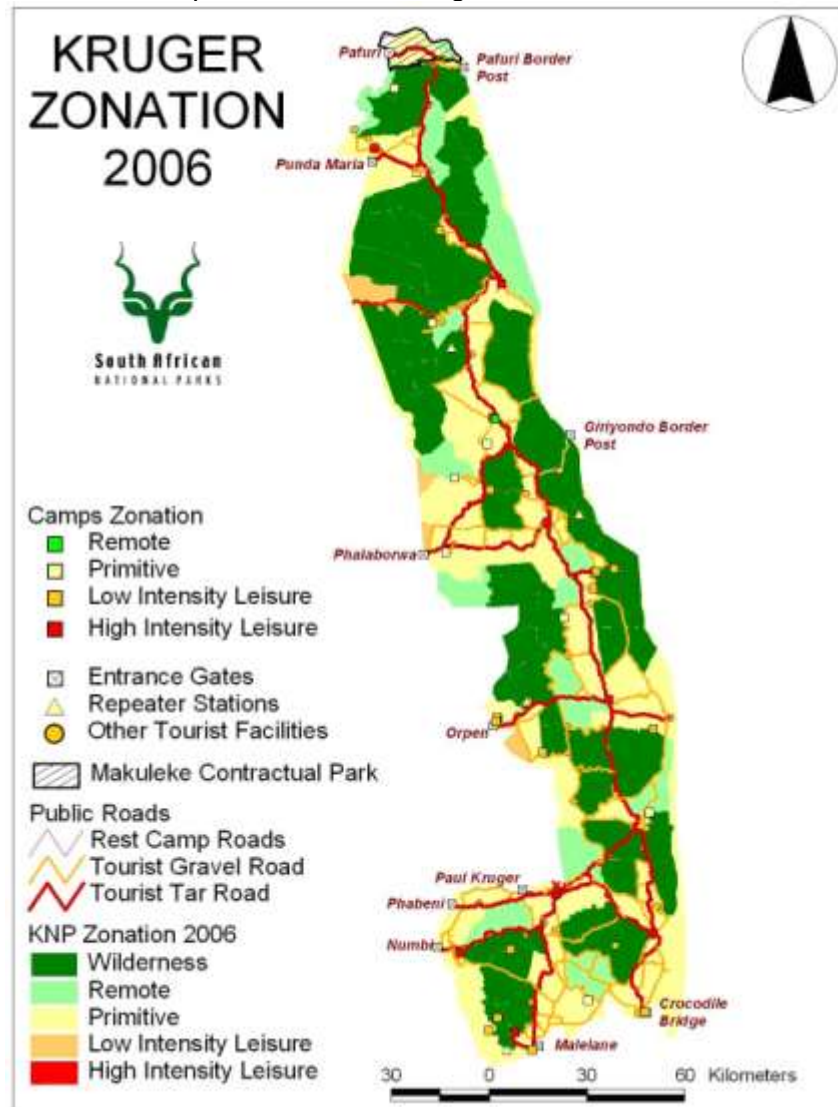 KRUGER
ZONATION
2006
South African
NATIONAL PARKS
Pafuri
Pafuri Border
Post
Punda Maria
Giriyondo Border
Post
Phalaborwa
Orpen
Paul Kruger
Phabeni
Numbi
Crocodile
Bridge
Malelane
Camps Zonation
Remote
Primitive
Low Intensity Leisure
High Intensity Leisure
Entrance Gates
Repeater Stations
Other Tourist Facilities
Makuleke Contractual Park
Public Roads
Rest Camp Roads
Tourist Gravel Road
Tourist Tar Road
KNP Zonation 2006
Wilderness
Remote
Primitive
Low Intensity Leisure
High Intensity Leisure
30 0 30 60 Kilometers